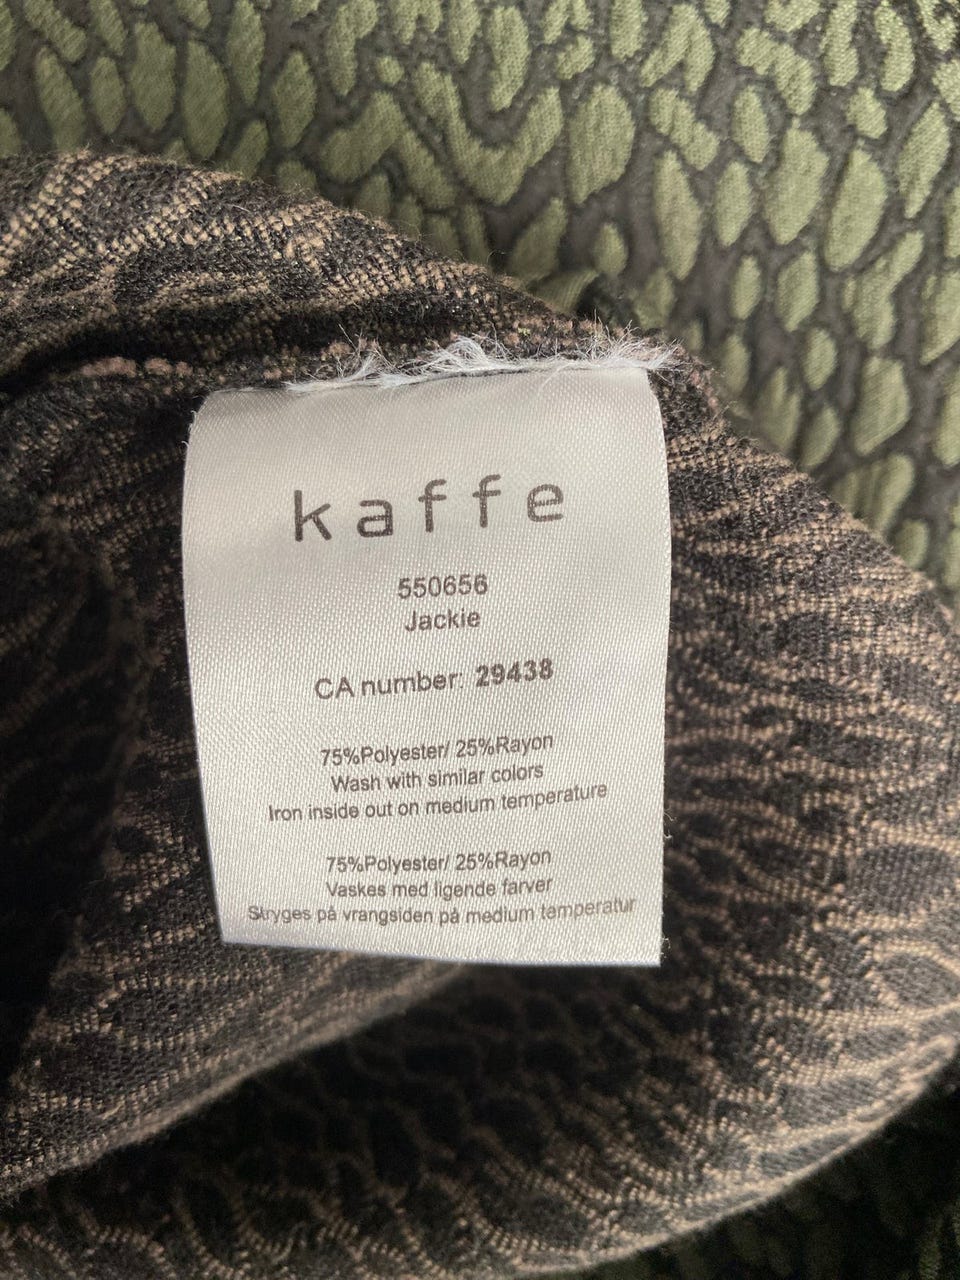 kaffe
550656
Jackie
CA number: 29438
75%Polyester/ 25%Rayon
Wash with similar colors
Iron inside out on medium temperature
75%Polyester/ 25%Rayon
Vaskes med ligende farver
Stryges på vrangsiden på medium temperatur